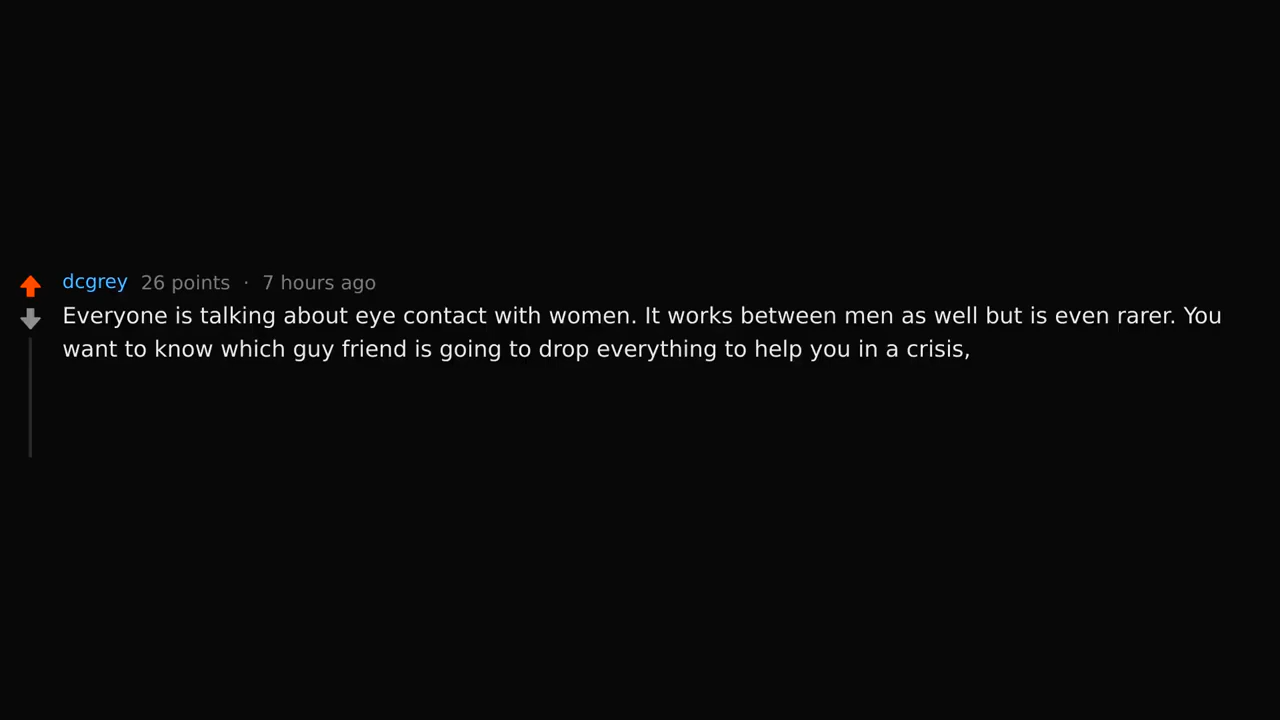 dcgrey 26 points · 7 hours ago
Everyone is talking about eye contact with women. It works between men as well but is even rarer. You
want to know which guy friend is going to drop everything to help you in a crisis,